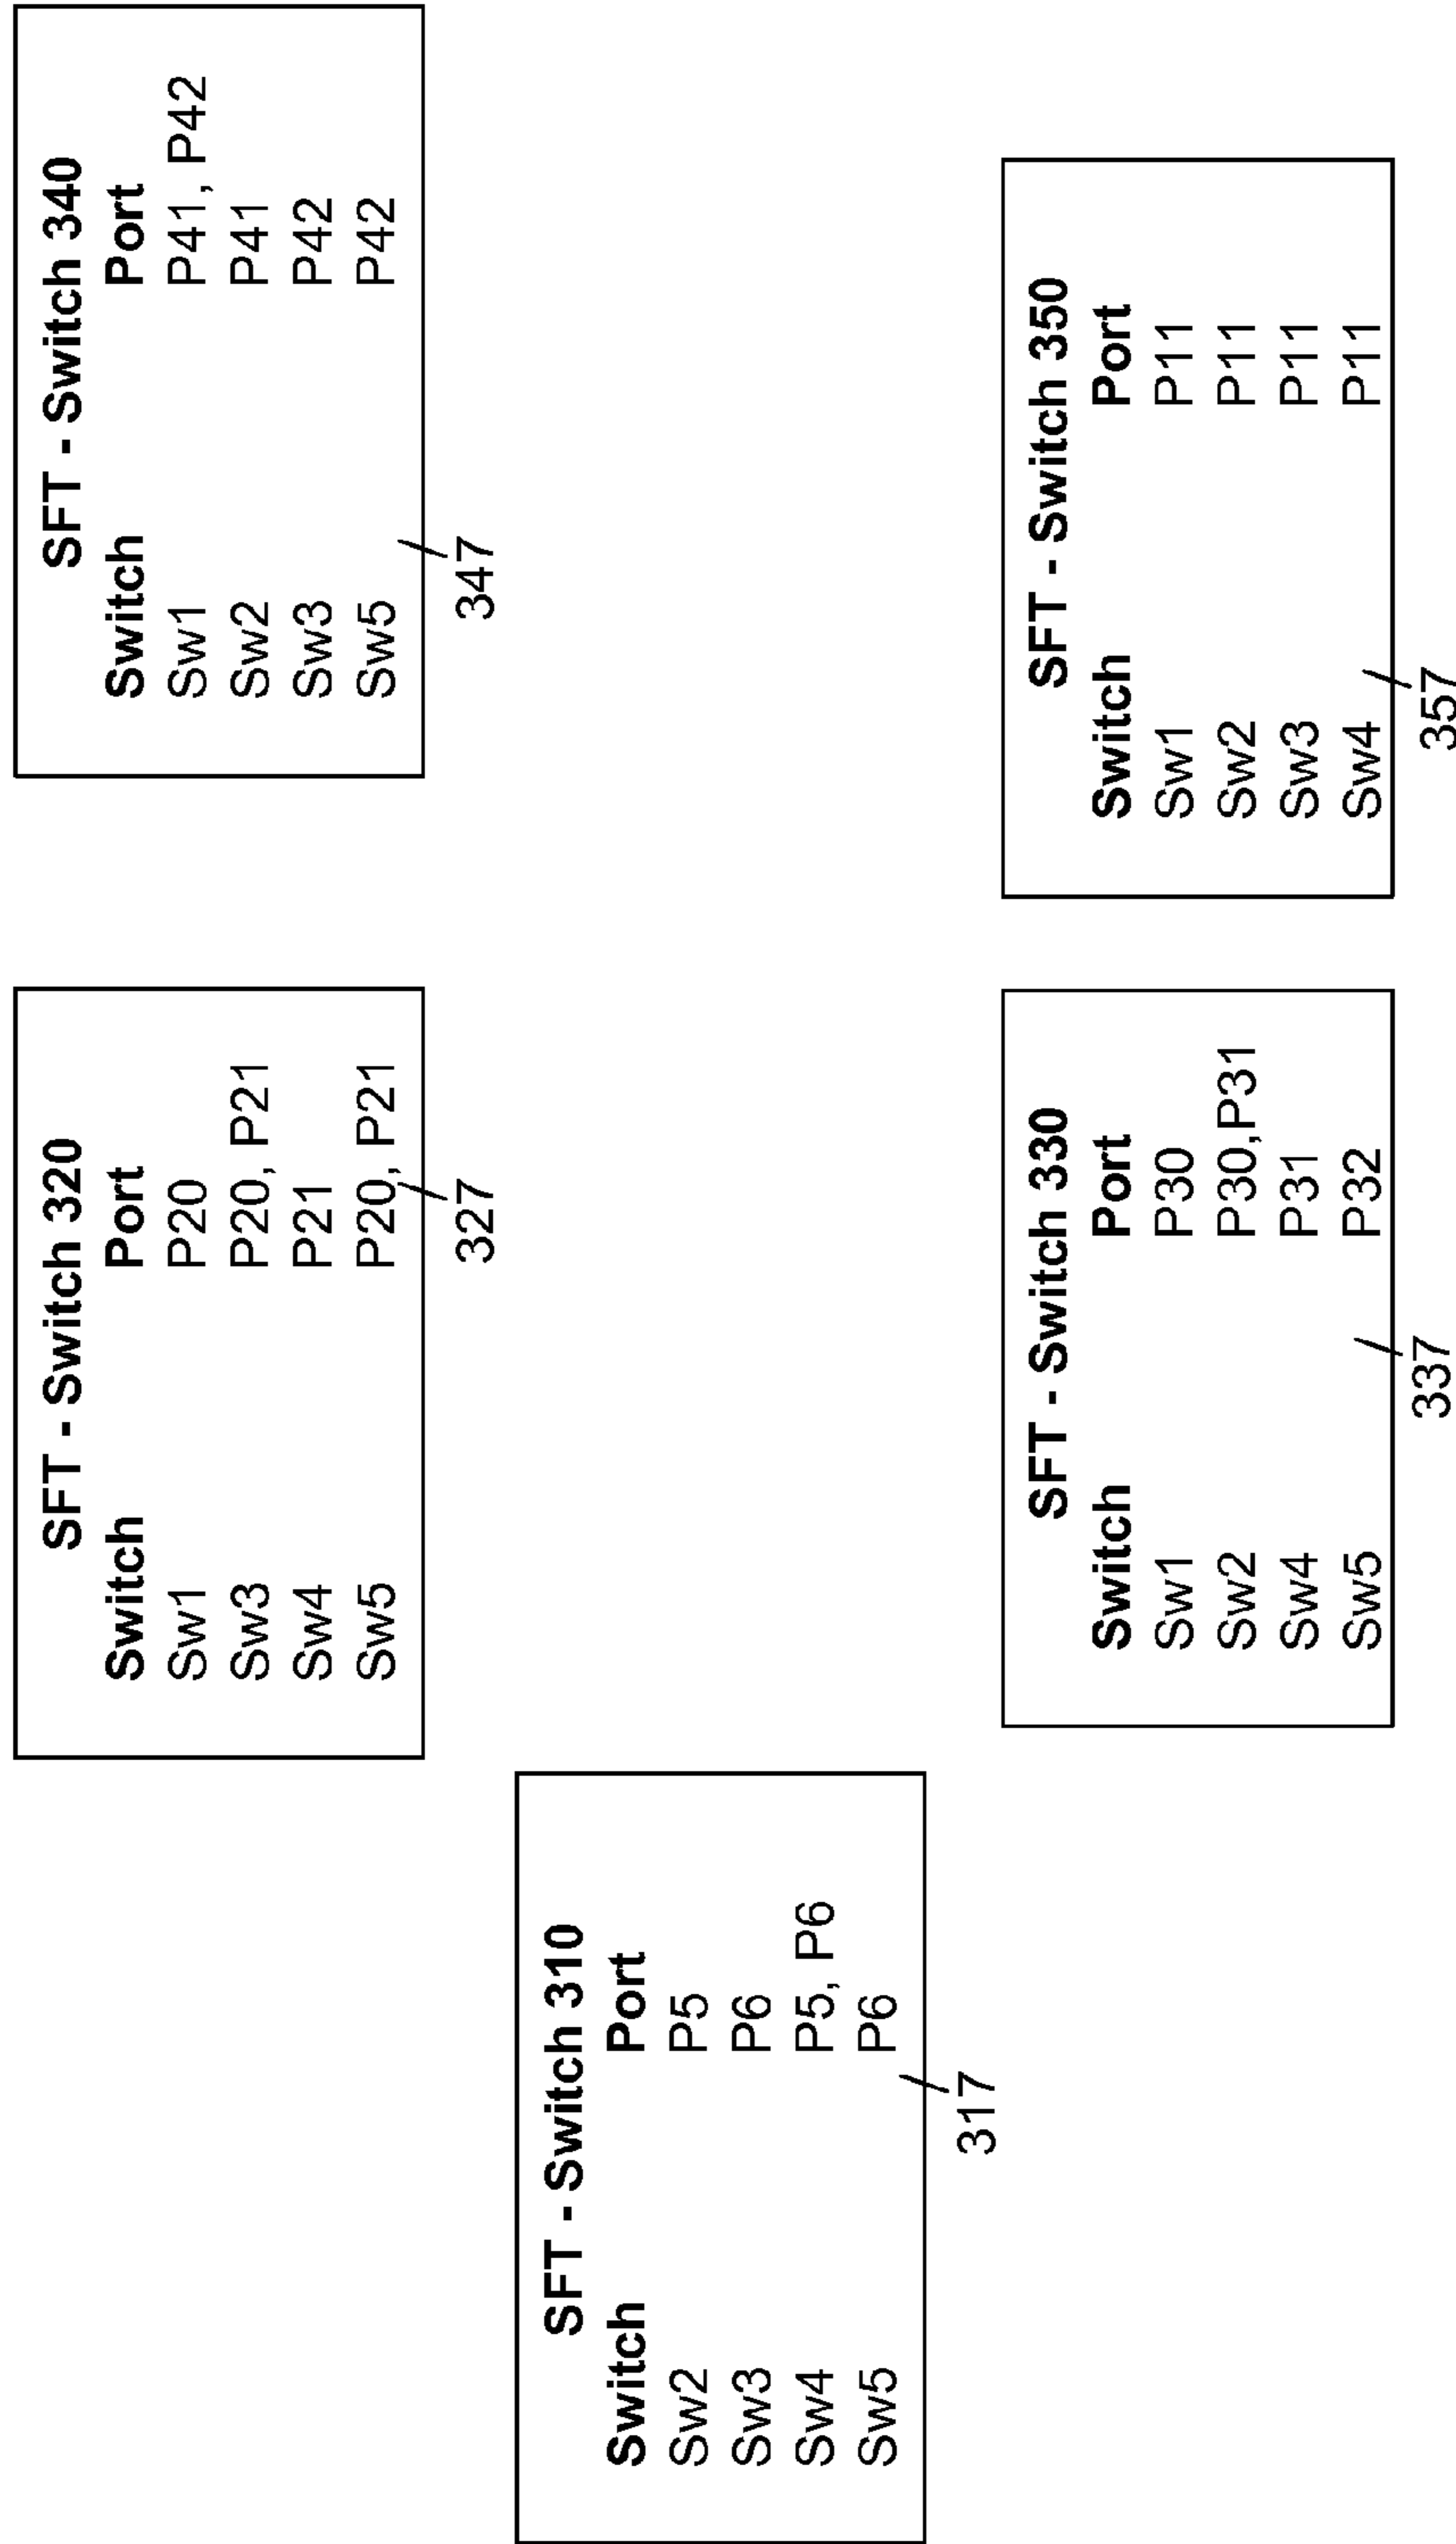 SFT - Switch 320
Switch Port
Sw1 P20
Sw3 P20, P21
Sw4 P21
Sw5 P20, P21
327
SFT - Switch 340
Switch Port
Sw1 P41, P42
Sw2 P41
Sw3 P42
Sw5 P42
347
SFT - Switch 310
Switch Port
Sw2 P5
Sw3 P6
Sw4 P5, P6
Sw5 P6
317
SFT - Switch 330
Switch Port
Sw1 P30
Sw2 P30,P31
Sw4 P31
Sw5 P32
337
SFT - Switch 350
Switch Port
Sw1 P11
Sw2 P11
Sw3 P11
Sw4 P11
357